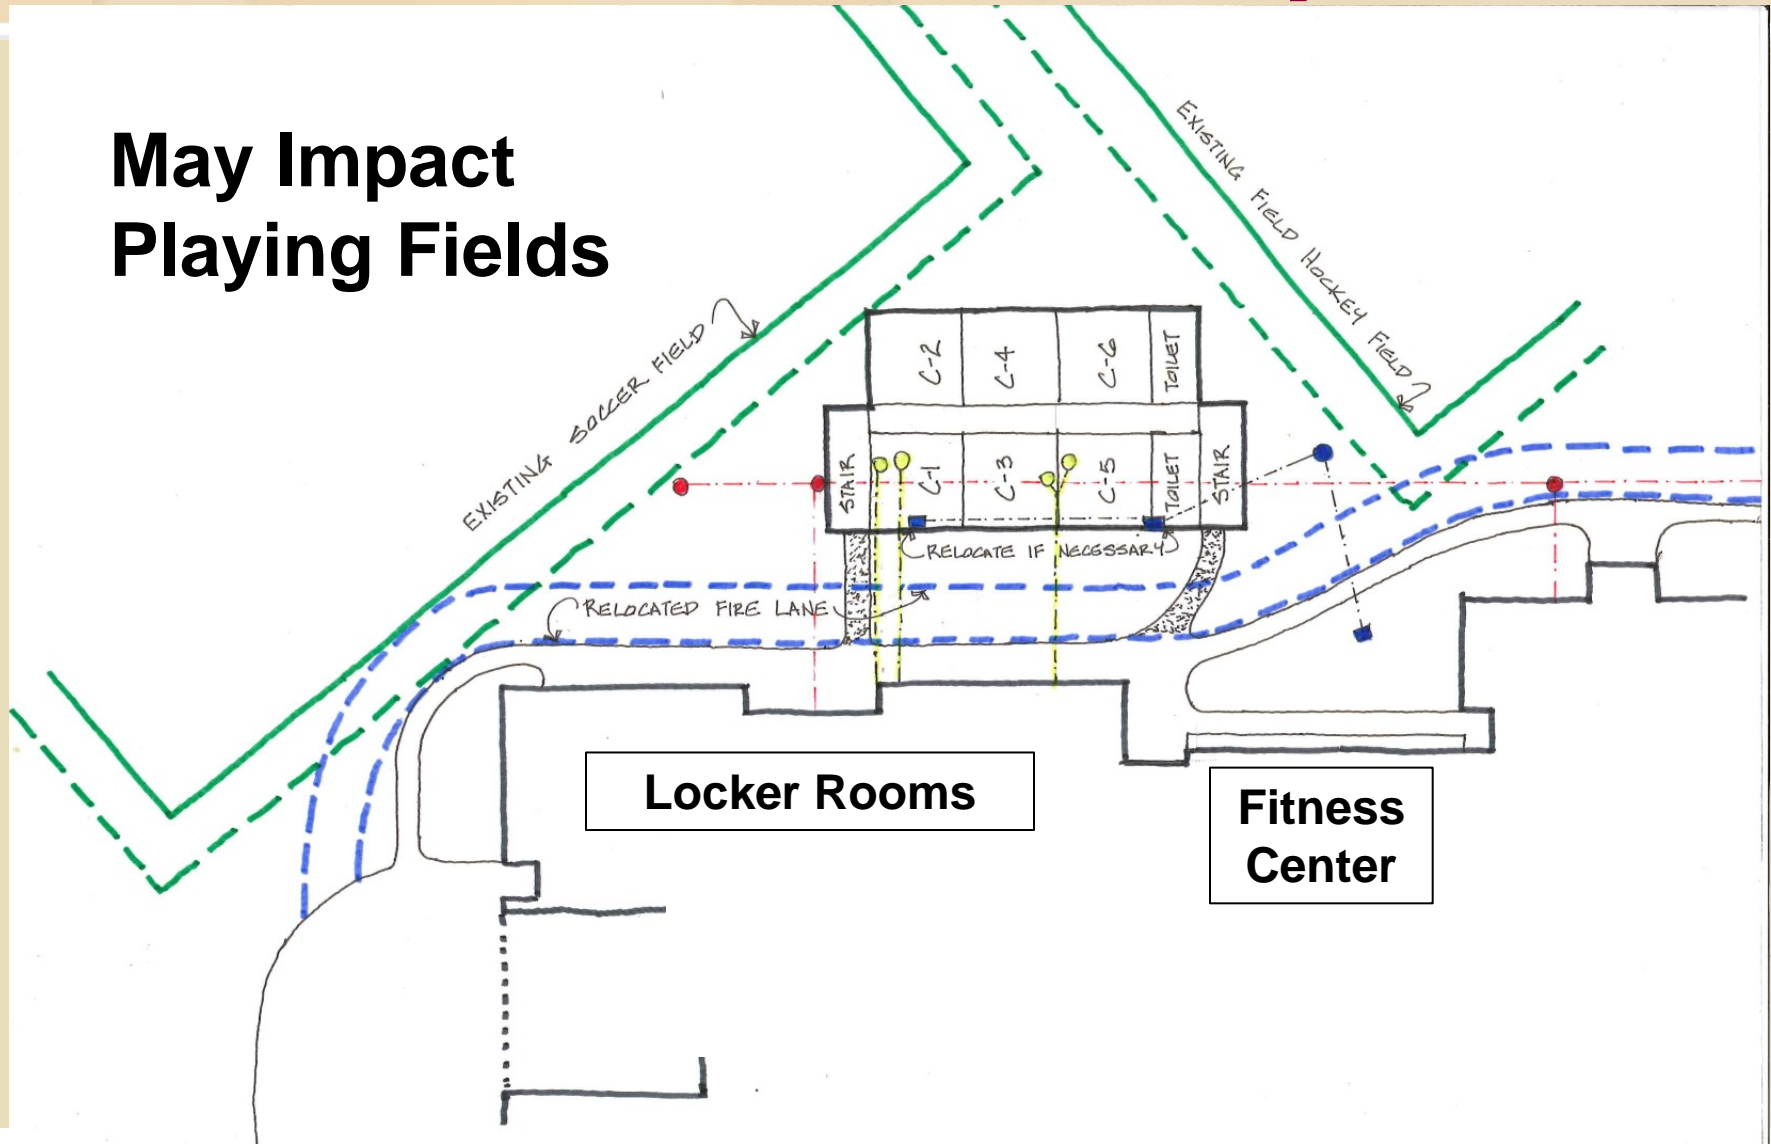 May Impact
Playing Fields
EXISTING FIELD HOCKEY FIELD
EXISTING SOCCER FIELD
C-2
C-4
C-6
TOILET
STAIR
C-1
C-3
C-5
TOILET
STAIR
RELOCATE IF NECESSARY
RELOCATED FIRE LANE
Locker Rooms
Fitness
Center